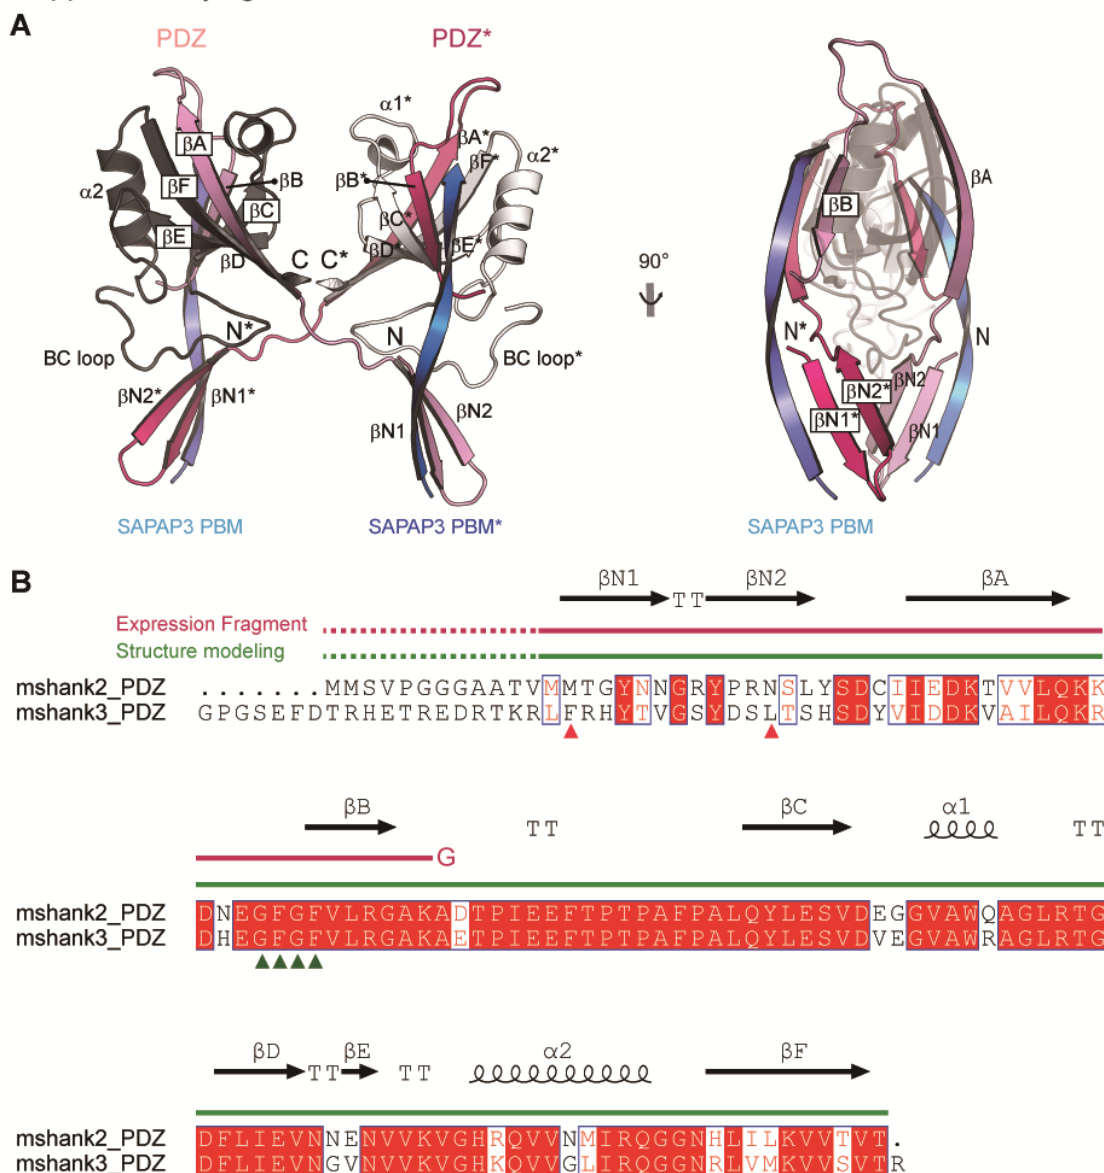 A
PDZ
PDZ*
α1*
βA
βA*
βF*
α2*
α2
βF
βB
βB*
βC
βC*
βE
βD
C
C*
βD*
βE*
N*
N
BC loop
BC loop*
βN2*
βN1*
βN1
βN2
SAPAP3 PBM
SAPAP3 PBM*
90°
βA
βB
N*
N
βN2*
βN2
βN1*
βN1
SAPAP3 PBM
B
βN1 TT βN2 βA
Expression Fragment
Structure modeling
mshank2_PDZ .......MMSVPGGGAATVMMTGYNNGRYPRNSLYSDCIIEDKTVVLQKK
mshank3_PDZ GPGSEFDTRHETREDRTKRLFRHYTVGSYDSLTSHSDYVIDDKVAILQKR
βB TT βC α1 TT
G
mshank2_PDZ DNEGFGFVLRGAKADTPIEEFTPTPAFPALQYLESVDEGGVAWQAGLRTG
mshank3_PDZ DHEGFGFVLRGAKAETPIEEFTPTPAFPALQYLESVDVEGVAWRAGLRTG
βD TT βE TT α2 βF
mshank2_PDZ DFLIEVNNENVVKVGHRQVVNMIRQGGNHLILKVVTVT.
mshank3_PDZ DFLIEVNGVNVVKVGHKQVVGLIRQGGNRLVMKVVSVTR